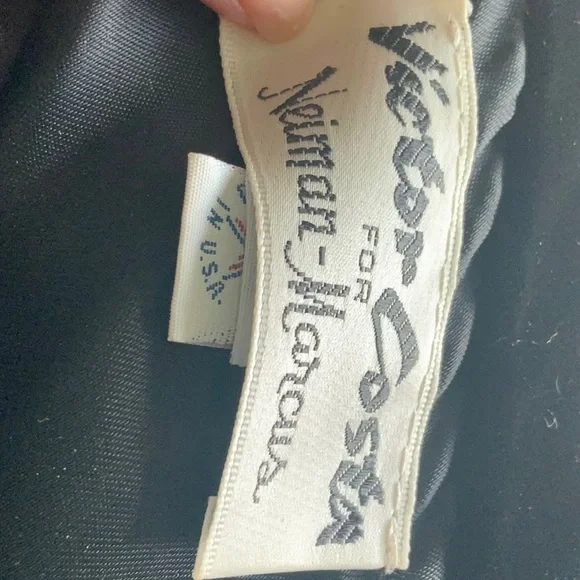 Victor Costa
FOR
Neiman-Marcus
IN U.S.A.